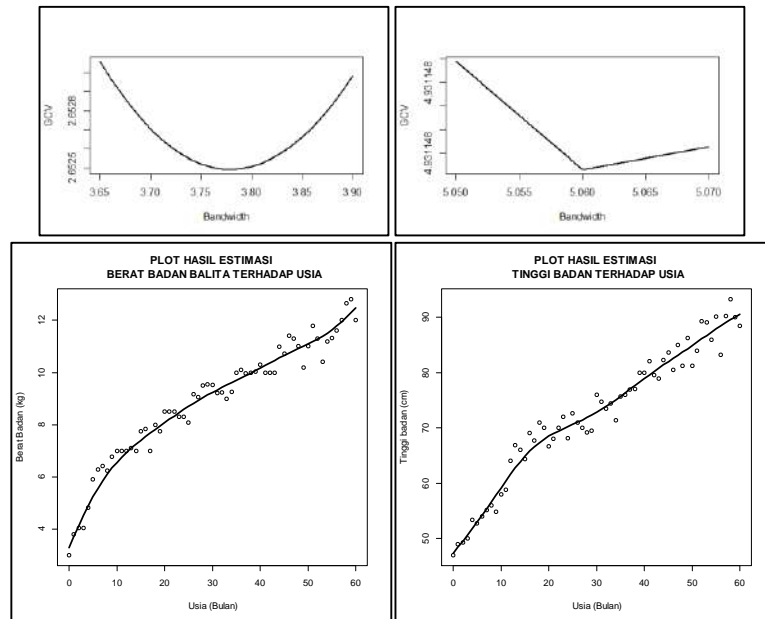 GCV
2.6528
2.6525
3.65 3.70 3.75 3.80 3.85 3.90
Bandwidth
GCV
4.931148
4.931148
5.050 5.055 5.060 5.065 5.070
Bandwidth
PLOT HASIL ESTIMASI
BERAT BADAN BALITA TERHADAP USIA
Berat Badan (kg)
12
10
8
6
4
0 10 20 30 40 50 60
Usia (Bulan)
PLOT HASIL ESTIMASI
TINGGI BADAN TERHADAP USIA
Tinggi badan (cm)
90
80
70
60
50
0 10 20 30 40 50 60
Usia (Bulan)